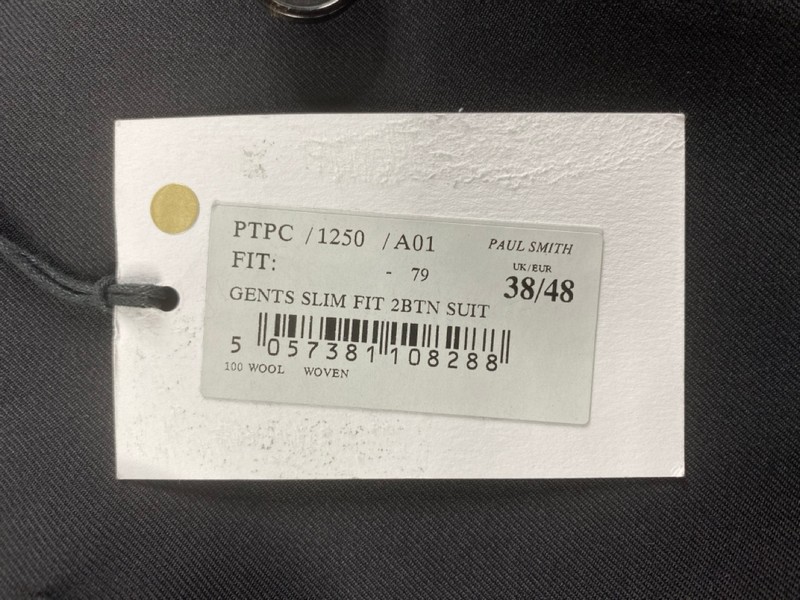 PTPC /1250 /A01
PAUL SMITH
FIT: - 79
UK/EUR
38/48
GENTS SLIM FIT 2BTN SUIT
5 057381 108288
100 WOOL WOVEN